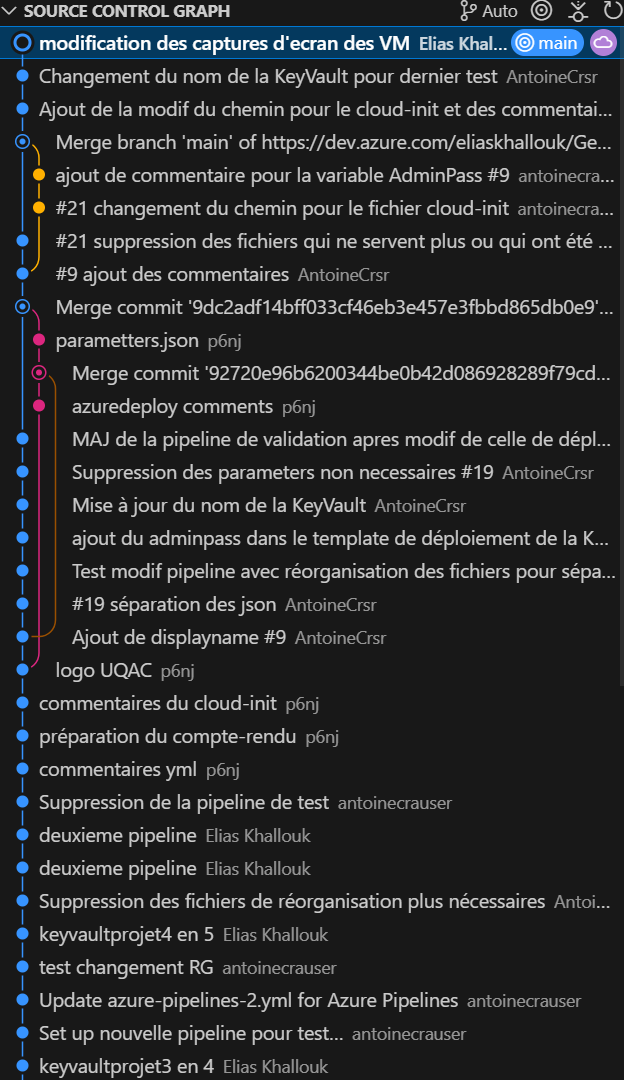 SOURCE CONTROL GRAPH Auto
modification des captures d'ecran des VM Elias Khal... main
Changement du nom de la KeyVault pour dernier test AntoineCrsr
Ajout de la modif du chemin pour le cloud-init et des commentai...
Merge branch 'main' of https://dev.azure.com/eliaskhallouk/Ge...
ajout de commentaire pour la variable AdminPass #9 antoinecra...
#21 changement du chemin pour le fichier cloud-init antoinecra...
#21 suppression des fichiers qui ne servent plus ou qui ont été ...
#9 ajout des commentaires AntoineCrsr
Merge commit '9dc2adf14bff033cf46eb3e457e3fbbd865db0e9'...
parametters.json p6nj
Merge commit '92720e96b6200344be0b42d086928289f79cd...
azuredeploy comments p6nj
MAJ de la pipeline de validation apres modif de celle de dépl...
Suppression des parameters non necessaires #19 AntoineCrsr
Mise à jour du nom de la KeyVault AntoineCrsr
ajout du adminpass dans le template de déploiement de la K...
Test modif pipeline avec réorganisation des fichiers pour sépa...
#19 séparation des json AntoineCrsr
Ajout de displayname #9 AntoineCrsr
logo UQAC p6nj
commentaires du cloud-init p6nj
préparation du compte-rendu p6nj
commentaires yml p6nj
Suppression de la pipeline de test antoinecrauser
deuxieme pipeline Elias Khallouk
deuxieme pipeline Elias Khallouk
Suppression des fichiers de réorganisation plus nécessaires Antoi...
keyvaultprojet4 en 5 Elias Khallouk
test changement RG antoinecrauser
Update azure-pipelines-2.yml for Azure Pipelines antoinecrauser
Set up nouvelle pipeline pour test... antoinecrauser
keyvaultprojet3 en 4 Elias Khallouk